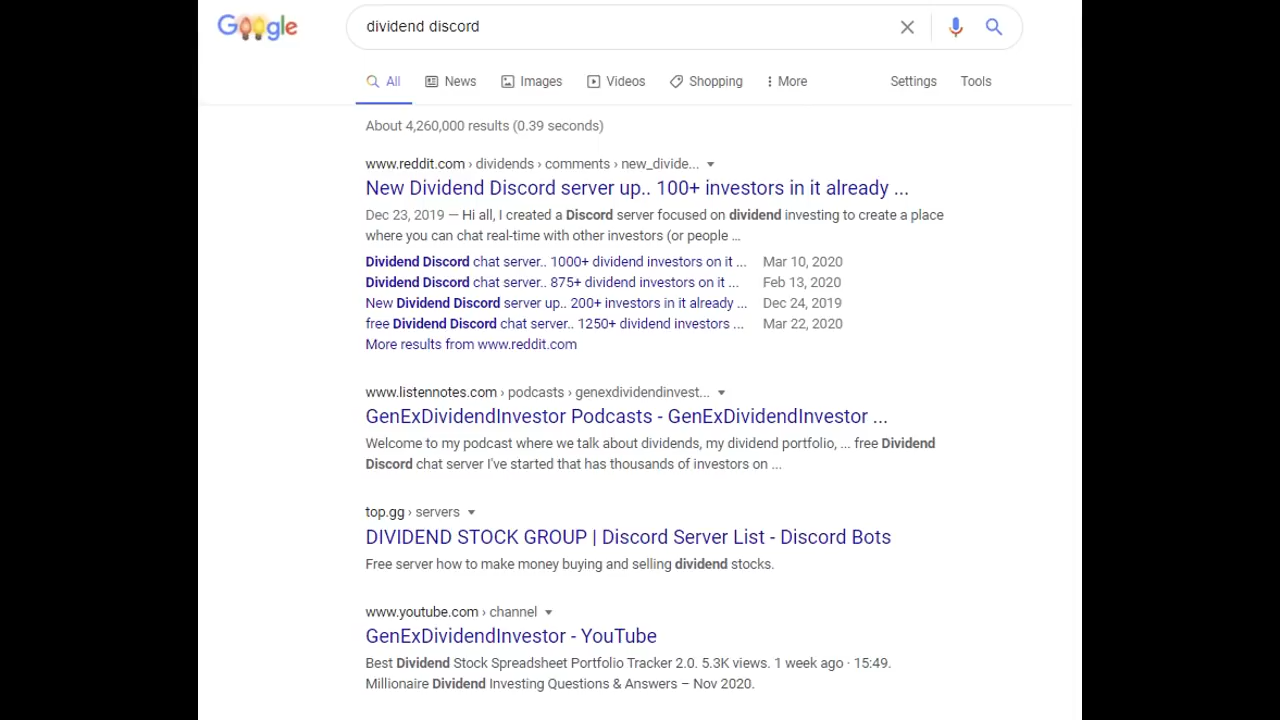 Google
dividend discord
All News Images Videos Shopping More Settings Tools
About 4,260,000 results (0.39 seconds)
www.reddit.com › dividends › comments › new_divide...
New Dividend Discord server up.. 100+ investors in it already ...
Dec 23, 2019 — Hi all, I created a Discord server focused on dividend investing to create a place
where you can chat real-time with other investors (or people ...
Dividend Discord chat server.. 1000+ dividend investors on it ... Mar 10, 2020
Dividend Discord chat server.. 875+ dividend investors on it ... Feb 13, 2020
New Dividend Discord server up.. 200+ investors in it already ... Dec 24, 2019
free Dividend Discord chat server.. 1250+ dividend investors ... Mar 22, 2020
More results from www.reddit.com
www.listennotes.com › podcasts › genexdividendinvest...
GenExDividendInvestor Podcasts - GenExDividendInvestor ...
Welcome to my podcast where we talk about dividends, my dividend portfolio, ... free Dividend
Discord chat server I've started that has thousands of investors on ...
top.gg › servers
DIVIDEND STOCK GROUP | Discord Server List - Discord Bots
Free server how to make money buying and selling dividend stocks.
www.youtube.com › channel
GenExDividendInvestor - YouTube
Best Dividend Stock Spreadsheet Portfolio Tracker 2.0. 5.3K views. 1 week ago · 15:49.
Millionaire Dividend Investing Questions & Answers – Nov 2020.